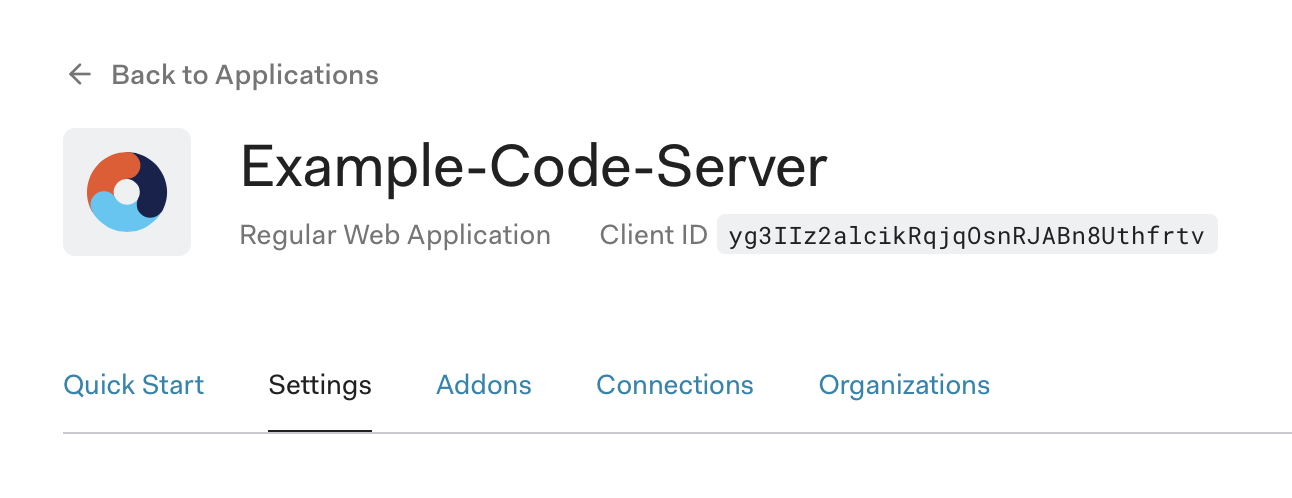 ← Back to Applications
Example-Code-Server
Regular Web Application Client ID yg3IIz2alcikRqjqOsnRJABn8Uthfrtv
Quick Start Settings Addons Connections Organizations